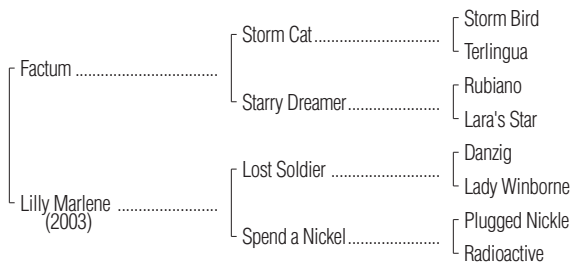 Storm Bird
Storm Cat
Terlingua
Factum
Rubiano
Starry Dreamer
Lara's Star
Danzig
Lost Soldier
Lady Winborne
Lilly Marlene
(2003)
Plugged Nickle
Spend a Nickel
Radioactive